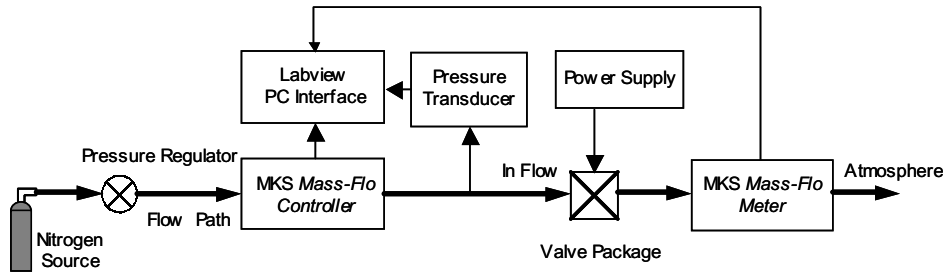 Labview
PC Interface
Pressure
Transducer
Power Supply
Pressure Regulator
MKS Mass-Flo
Controller
In Flow
MKS Mass-Flo
Meter
Atmosphere
Flow Path
Nitrogen
Source
Valve Package